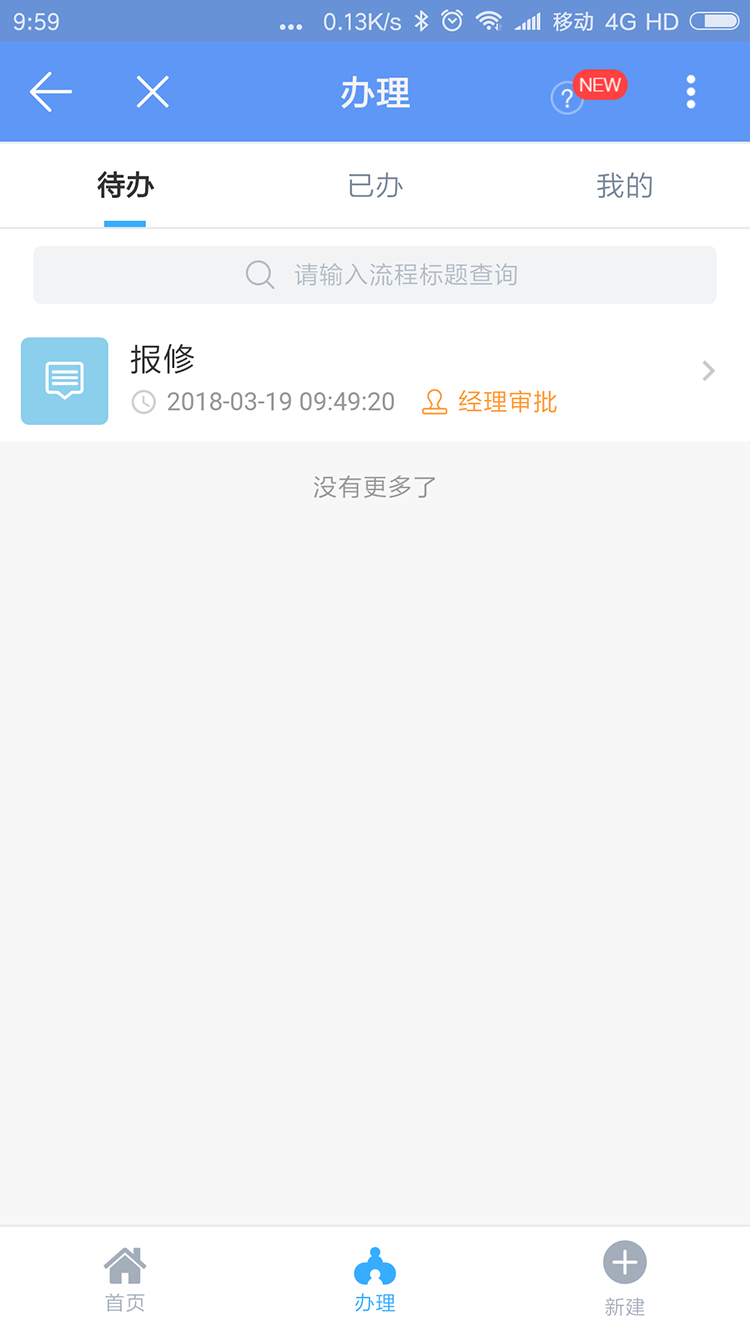 9:59 ... 0.13K/s 移动 4G HD
办理 ? NEW
待办 已办 我的
请输入流程标题查询
报修
2018-03-19 09:49:20 经理审批
没有更多了
首页 办理 新建